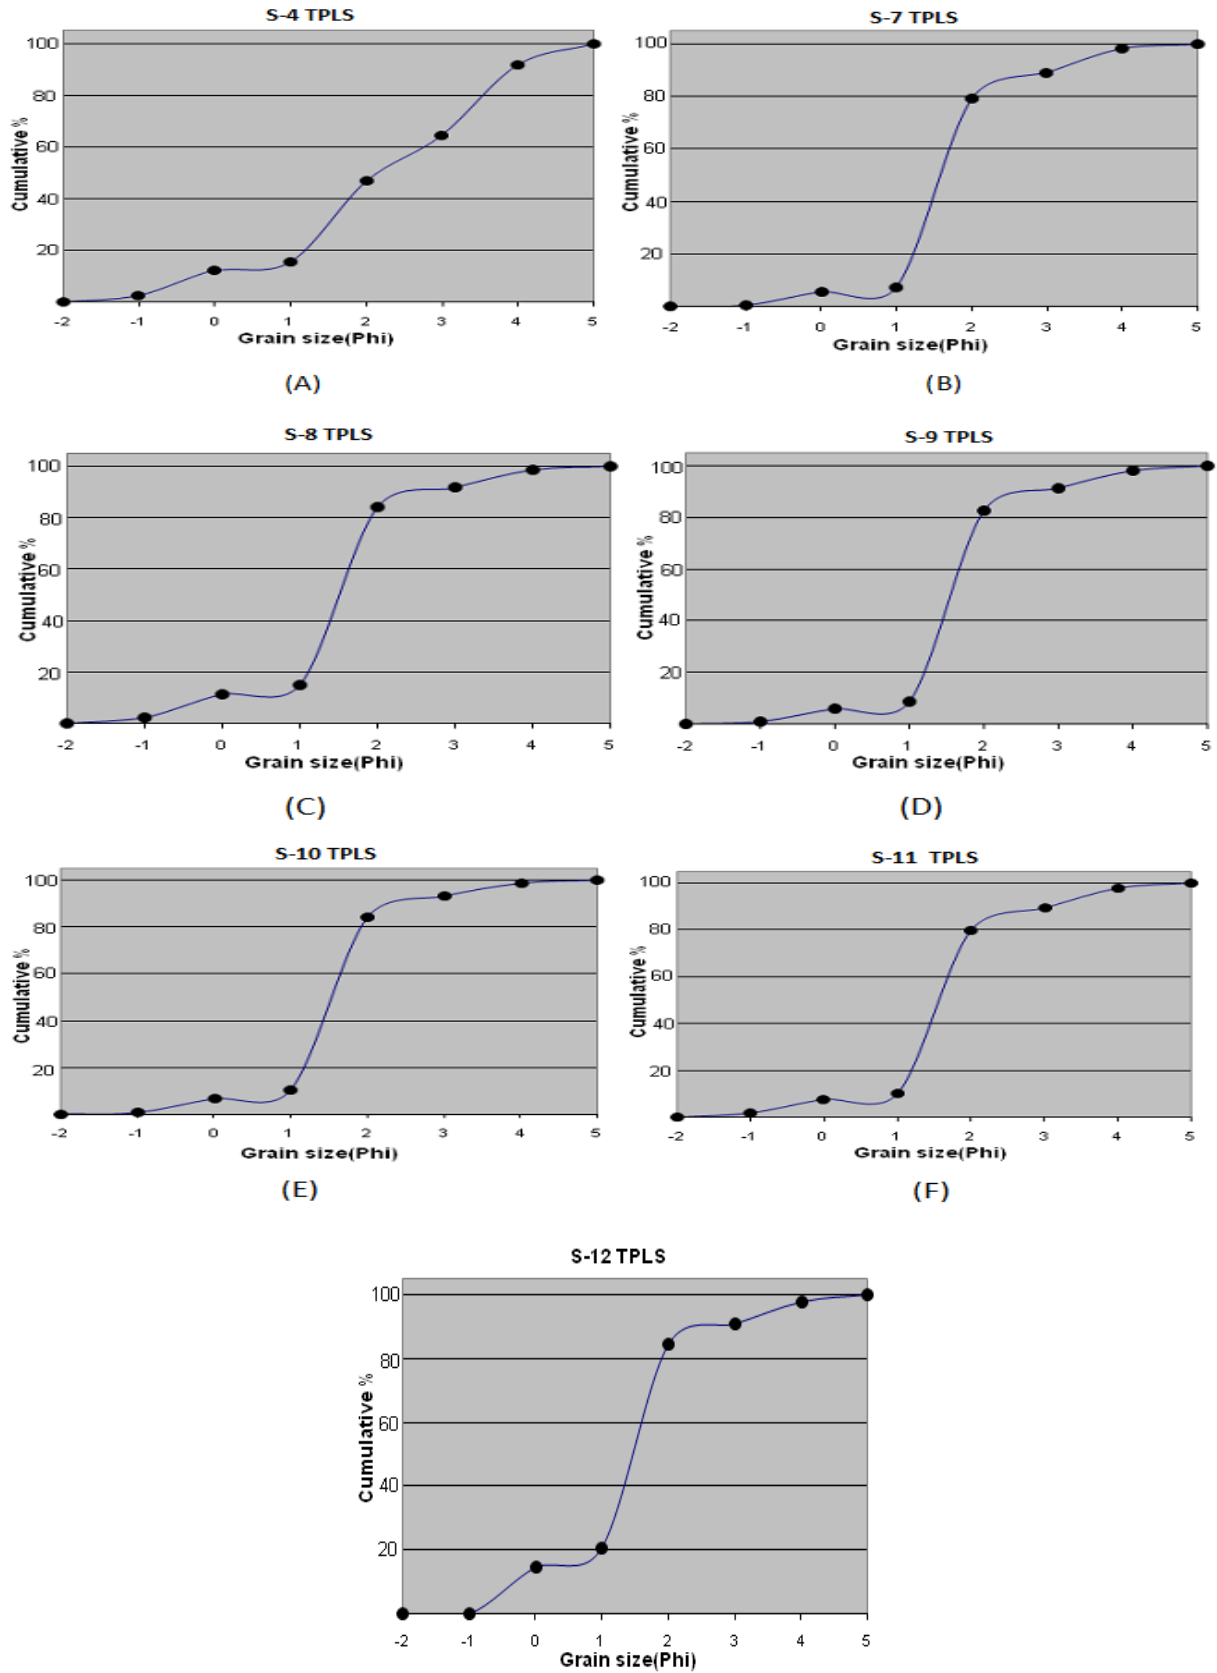 S-4 TPLS
100
80
60
40
20
Cumulative %
-2 -1 0 1 2 3 4 5
Grain size(Phi)
(A)
S-7 TPLS
100
80
60
40
20
Cumulative %
-2 -1 0 1 2 3 4 5
Grain size(Phi)
(B)
S-8 TPLS
100
80
60
40
20
Cumulative %
-2 -1 0 1 2 3 4 5
Grain size(Phi)
(C)
S-9 TPLS
100
80
60
40
20
Cumulative %
-2 -1 0 1 2 3 4 5
Grain size(Phi)
(D)
S-10 TPLS
100
80
60
40
20
Cumulative %
-2 -1 0 1 2 3 4 5
Grain size(Phi)
(E)
S-11 TPLS
100
80
60
40
20
Cumulative %
-2 -1 0 1 2 3 4 5
Grain size(Phi)
(F)
S-12 TPLS
100
80
60
40
20
Cumulative %
-2 -1 0 1 2 3 4 5
Grain size(Phi)